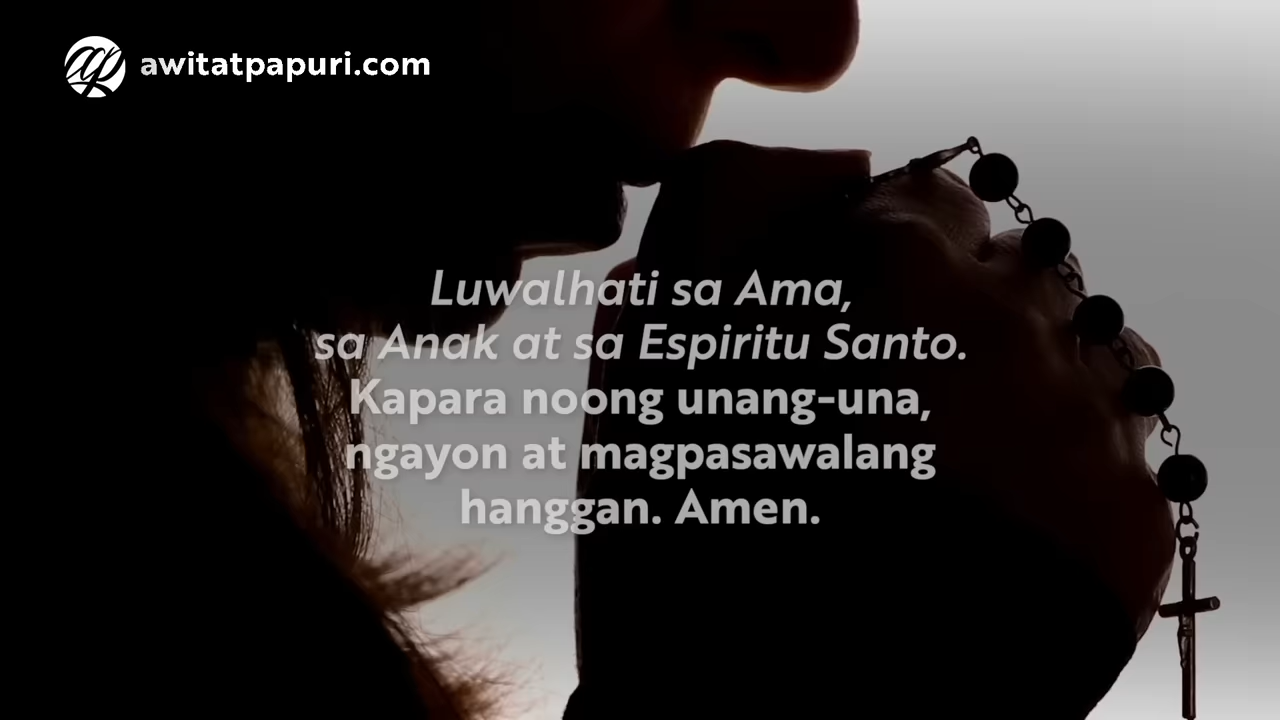 awitatpapuri.com
Luwalhati sa Ama,
sa Anak at sa Espiritu Santo.
Kapara noong unang-una,
ngayon at magpasawalang
hanggan. Amen.